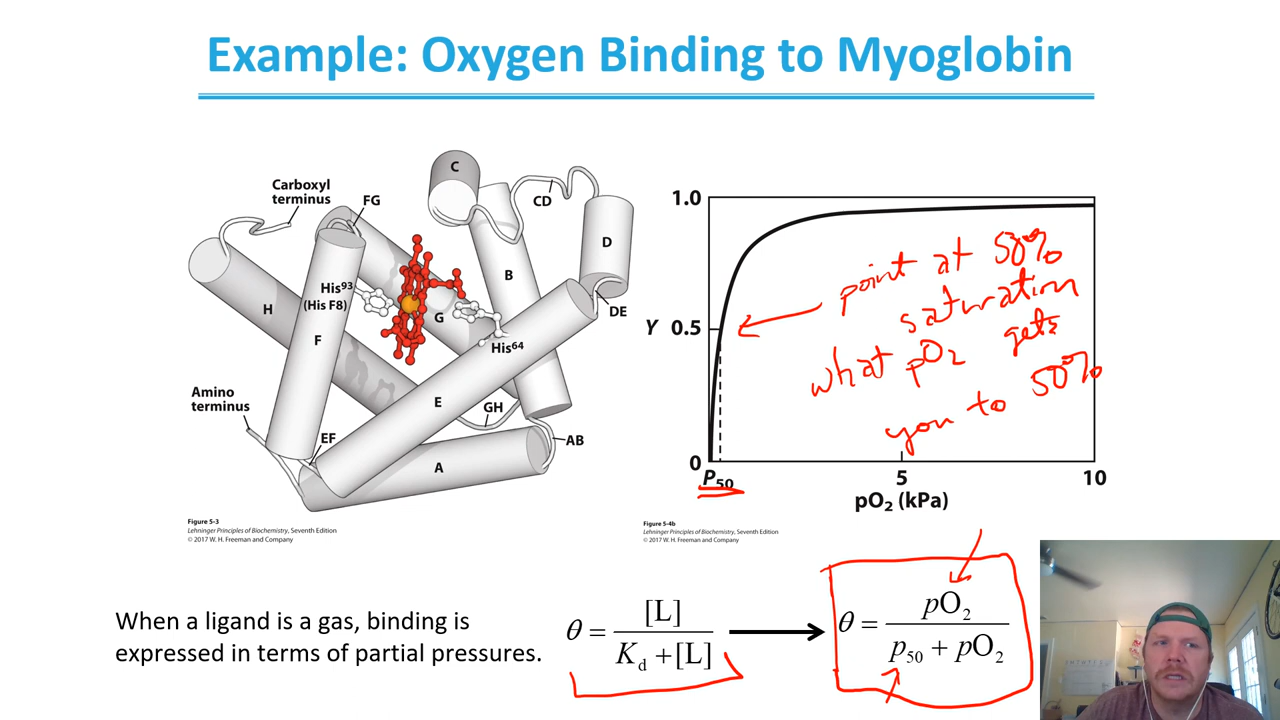 Example: Oxygen Binding to Myoglobin
Carboxyl
terminus
FG
C
CD
D
B
DE
His93
(His F8)
H
F
G
His64
E
GH
Amino
terminus
EF
A
AB
Figure 5-3
Lehninger Principles of Biochemistry, Seventh Edition
© 2017 W. H. Freeman and Company
1.0
Y
0.5
0
P50
5
10
pO2 (kPa)
point at 50%
saturation
what pO2 gets
you to 50%
Figure 5-4b
Lehninger Principles of Biochemistry, Seventh Edition
© 2017 W. H. Freeman and Company
When a ligand is a gas, binding is
expressed in terms of partial pressures.
θ = [L] / Kd + [L]
θ = pO2 / p50 + pO2